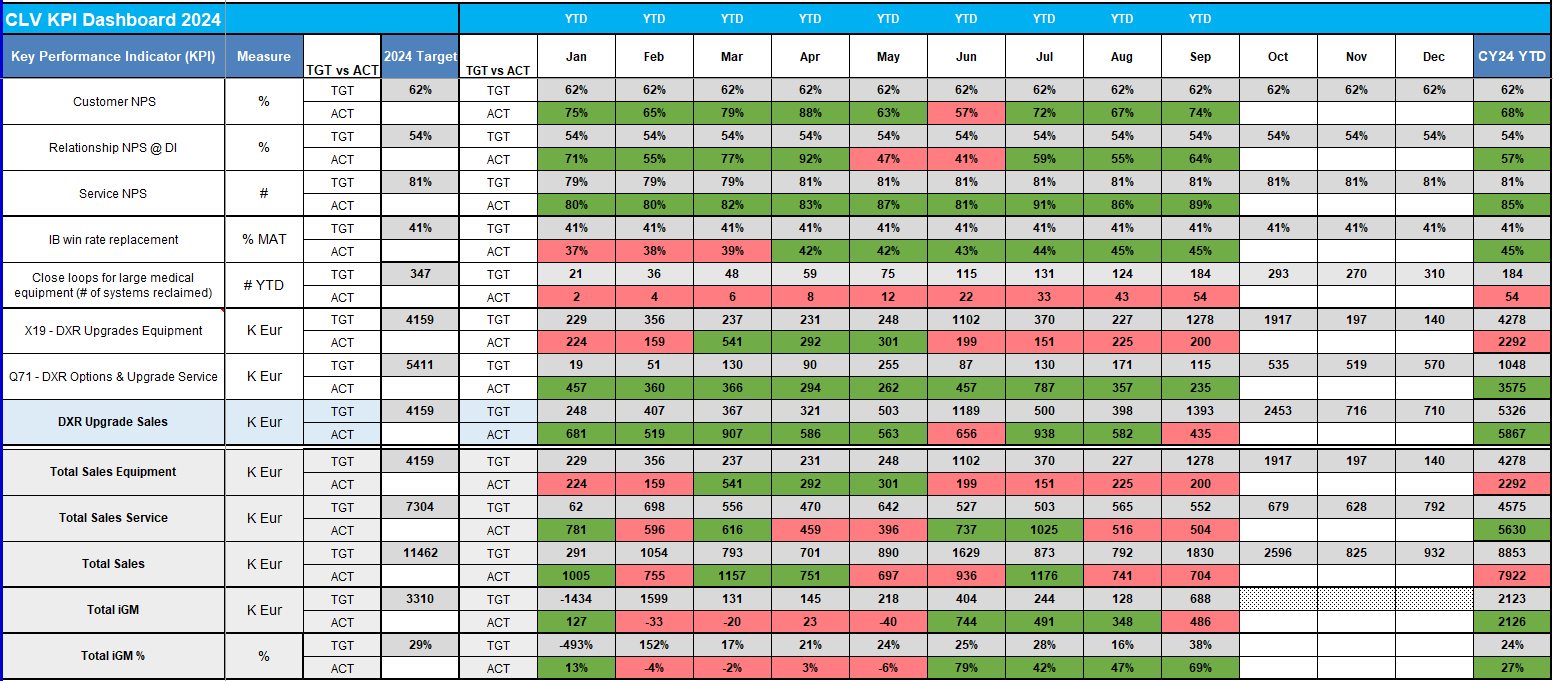 CLV KPI Dashboard 2024 YTD YTD YTD YTD YTD YTD YTD YTD YTD
Key Performance Indicator (KPI) Measure TGT vs ACT 2024 Target TGT vs ACT Jan Feb Mar Apr May Jun Jul Aug Sep Oct Nov Dec CY24 YTD
Customer NPS % TGT 62% TGT 62% 62% 62% 62% 62% 62% 62% 62% 62% 62% 62% 62% 62%
ACT ACT 75% 65% 79% 88% 63% 57% 72% 67% 74% 68%
Relationship NPS @ DI % TGT 54% TGT 54% 54% 54% 54% 54% 54% 54% 54% 54% 54% 54% 54% 54%
ACT ACT 71% 55% 77% 92% 47% 41% 59% 55% 64% 57%
Service NPS # TGT 81% TGT 79% 79% 79% 81% 81% 81% 81% 81% 81% 81% 81% 81% 81%
ACT ACT 80% 80% 82% 83% 87% 81% 91% 86% 89% 85%
IB win rate replacement % MAT TGT 41% TGT 41% 41% 41% 41% 41% 41% 41% 41% 41% 41% 41% 41% 41%
ACT ACT 37% 38% 39% 42% 42% 43% 44% 45% 45% 45%
Close loops for large medical equipment (# of systems reclaimed) # YTD TGT 347 TGT 21 36 48 59 75 115 131 124 184 293 270 310 184
ACT ACT 2 4 6 8 12 22 33 43 54 54
X19 - DXR Upgrades Equipment K Eur TGT 4159 TGT 229 356 237 231 248 1102 370 227 1278 1917 197 140 4278
ACT ACT 224 159 541 292 301 199 151 225 200 2292
Q71 - DXR Options & Upgrade Service K Eur TGT 5411 TGT 19 51 130 90 255 87 130 171 115 535 519 570 1048
ACT ACT 457 360 366 294 262 457 787 357 235 3575
DXR Upgrade Sales K Eur TGT 4159 TGT 248 407 367 321 503 1189 500 398 1393 2453 716 710 5326
ACT ACT 681 519 907 586 563 656 938 582 435 5867
Total Sales Equipment K Eur TGT 4159 TGT 229 356 237 231 248 1102 370 227 1278 1917 197 140 4278
ACT ACT 224 159 541 292 301 199 151 225 200 2292
Total Sales Service K Eur TGT 7304 TGT 62 698 556 470 642 527 503 565 552 679 628 792 4575
ACT ACT 781 596 616 459 396 737 1025 516 504 5630
Total Sales K Eur TGT 11462 TGT 291 1054 793 701 890 1629 873 792 1830 2596 825 932 8853
ACT ACT 1005 755 1157 751 697 936 1176 741 704 7922
Total iGM K Eur TGT 3310 TGT -1434 1599 131 145 218 404 244 128 688 2123
ACT ACT 127 -33 -20 23 -40 744 491 348 486 2126
Total iGM % % TGT 29% TGT -493% 152% 17% 21% 24% 25% 28% 16% 38% 24%
ACT ACT 13% -4% -2% 3% -6% 79% 42% 47% 69% 27%